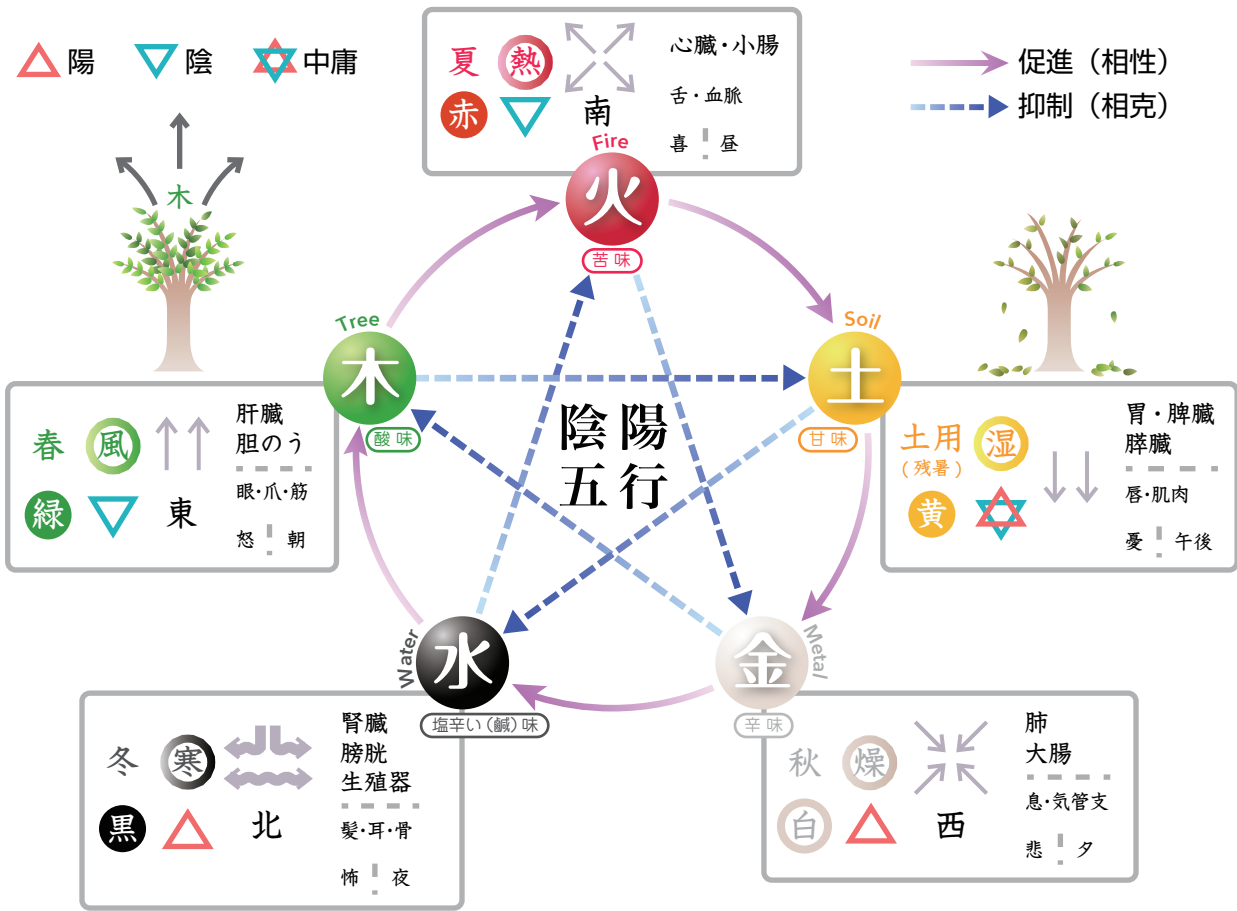 陽
陰
中庸
促進（相性）
抑制（相克）
夏
熱
赤
南
心臓・小腸
舌・血脈
喜
昼
Fire
火
苦味
木
Tree
木
酸味
Soil
土
甘味
陰陽
五行
春
風
緑
東
肝臓
胆のう
眼・爪・筋
怒
朝
土用
（残暑）
湿
黄
胃・脾臓
膵臓
唇・肌肉
憂
午後
Water
水
塩辛い（鹹）味
Metal
金
辛味
冬
寒
黒
北
腎臓
膀胱
生殖器
髪・耳・骨
怖
夜
秋
燥
白
西
肺
大腸
息・気管支
悲
夕